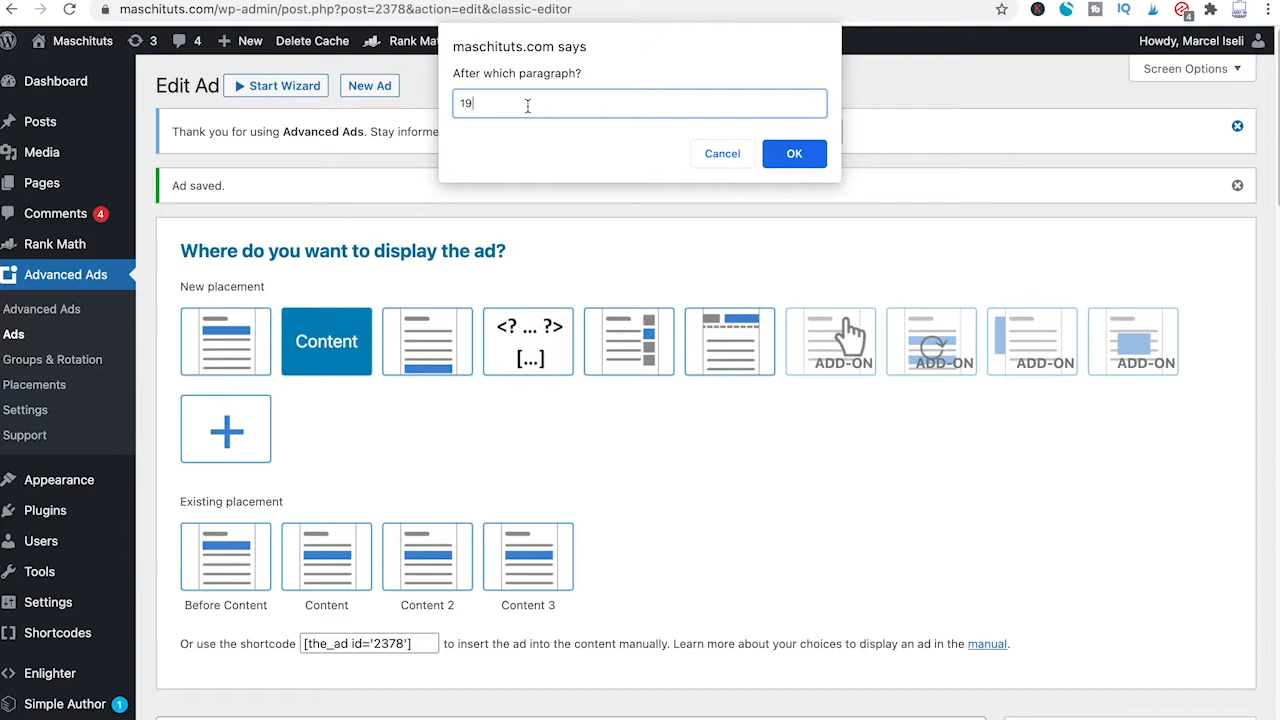 maschituts.com/wp-admin/post.php?post=2378&action=edit&classic-editor
Maschituts 3 4 New Delete Cache Rank Mat
Howdy, Marcel Iseli
maschituts.com says
After which paragraph?
19
Cancel OK
Screen Options
Edit Ad Start Wizard New Ad
Thank you for using Advanced Ads. Stay informe
Ad saved.
Dashboard
Posts
Media
Pages
Comments 4
Rank Math
Advanced Ads
Advanced Ads
Ads
Groups & Rotation
Placements
Settings
Support
Appearance
Plugins
Users
Tools
Settings
Shortcodes
Enlighter
Simple Author 1
Where do you want to display the ad?
New placement
Content
<? ... ?>
[...]
ADD-ON ADD-ON ADD-ON ADD-ON
Existing placement
Before Content Content Content 2 Content 3
Or use the shortcode [the_ad id='2378'] to insert the ad into the content manually. Learn more about your choices to display an ad in the manual.